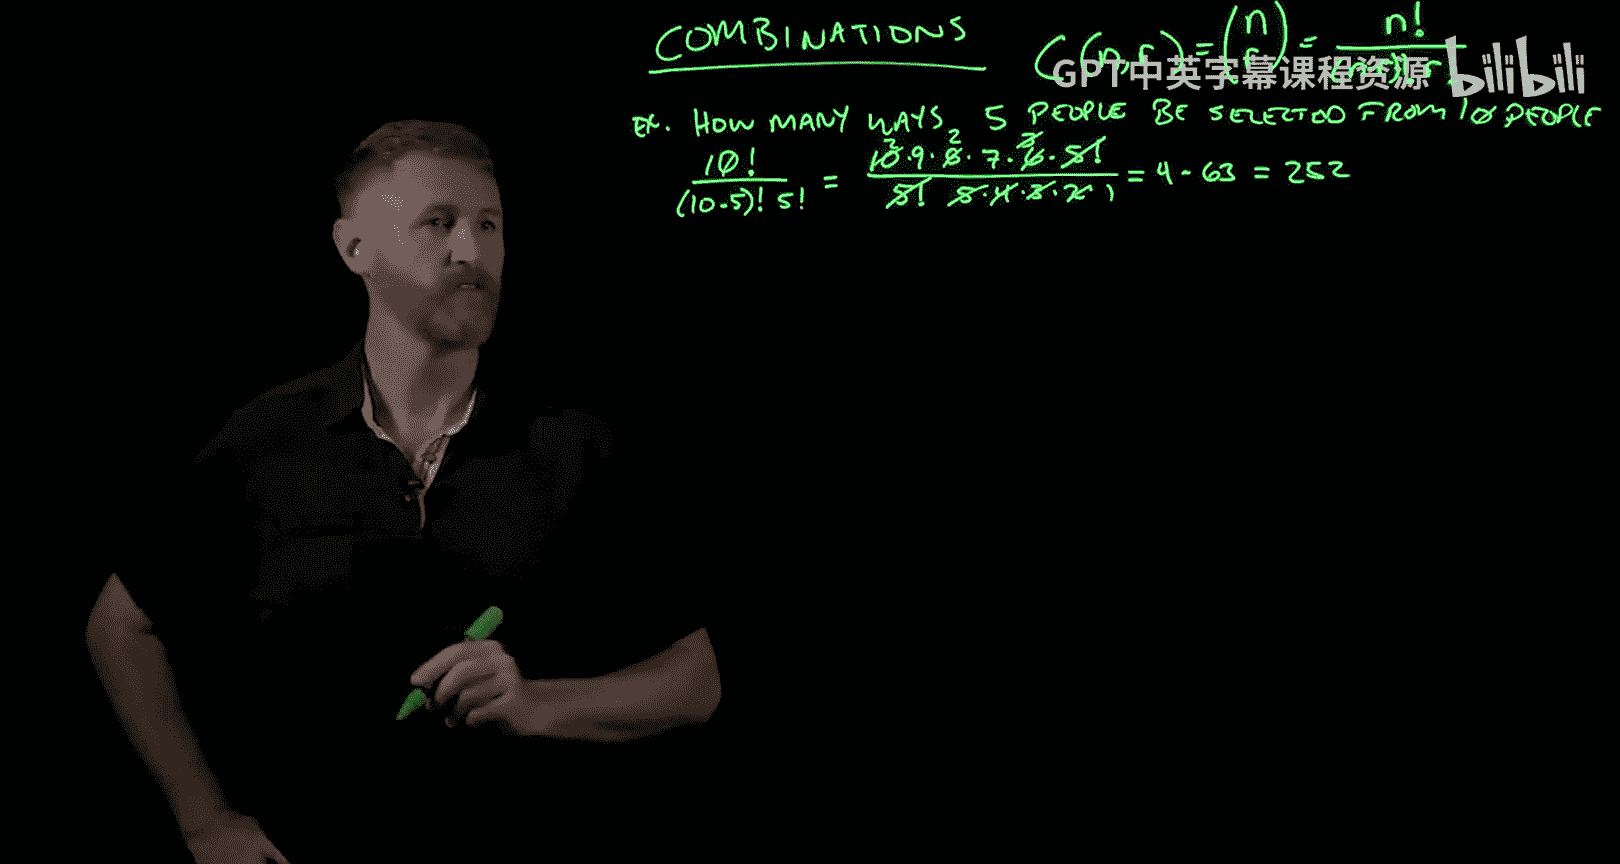 COMBINATIONS C(n,r) = (n r) = n! / (n-r)! r!
GPT中英字幕课程资源 bilibili
EX. HOW MANY WAYS 5 PEOPLE BE SELECTED FROM 10 PEOPLE
10! / (10-5)! 5! = 10·9·8·7·6·5! / 5! 5·4·3·2·1 = 4·63 = 252